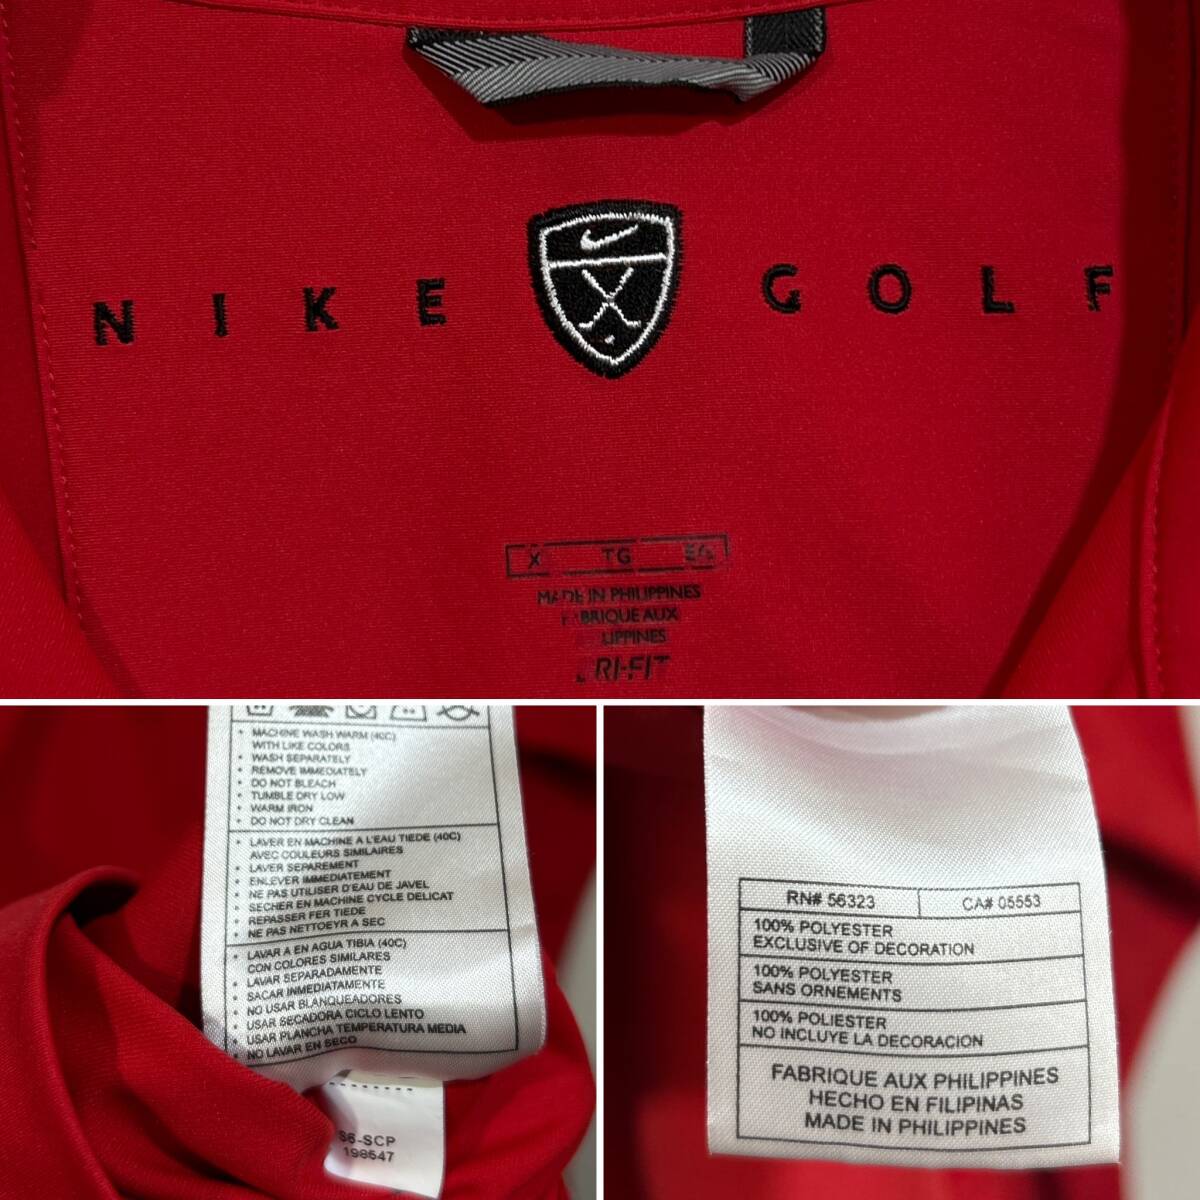 NIKE GOLF
X TG
MADE IN PHILIPPINES
FABRIQUE AUX
DRI-FIT
• MACHINE WASH WARM (40C)
WITH LIKE COLORS
• WASH SEPARATELY
• REMOVE IMMEDIATELY
• DO NOT BLEACH
• TUMBLE DRY LOW
• WARM IRON
• DO NOT DRY CLEAN
• LAVER EN MACHINE A L'EAU TIEDE (40C)
AVEC COULEURS SIMILAIRES
• LAVER SEPAREMENT
• ENLEVER IMMEDIATEMENT
• NE PAS UTILISER D'EAU DE JAVEL
• SECHER EN MACHINE CYCLE DELICAT
• REPASSER FER TIEDE
• NE PAS NETTOEYR A SEC
• LAVAR A EN AGUA TIBIA (40C)
CON COLORES SIMILARES
• LAVAR SEPARADAMENTE
• SACAR INMEDIATAMENTE
• NO USAR BLANQUEADORES
• USAR SECADORA CICLO LENTO
• USAR PLANCHA TEMPERATURA MEDIA
• NO LAVAR EN SECO
S6-SCP
198547
RN# 56323 CA# 05553
100% POLYESTER
EXCLUSIVE OF DECORATION
100% POLYESTER
SANS ORNEMENTS
100% POLIESTER
NO INCLUYE LA DECORACION
FABRIQUE AUX PHILIPPINES
HECHO EN FILIPINAS
MADE IN PHILIPPINES